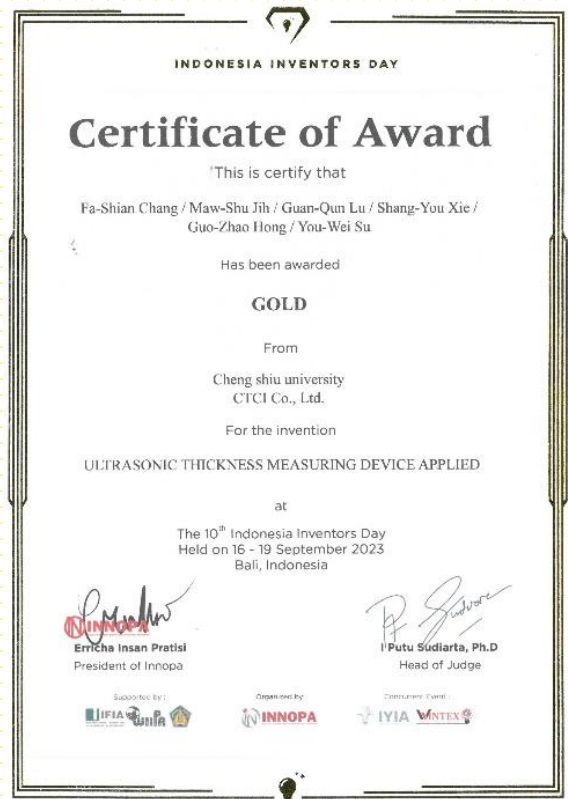 INDONESIA INVENTORS DAY
Certificate of Award
This is certify that
Fa-Shian Chang / Maw-Shu Jih / Guan-Qun Lu / Shang-You Xie /
Guo-Zhao Hong / You-Wei Su
Has been awarded
GOLD
From
Cheng shiu university
CTCI Co., Ltd.
For the invention
ULTRASONIC THICKNESS MEASURING DEVICE APPLIED
at
The 10th Indonesia Inventors Day
Held on 16 - 19 September 2023
Bali, Indonesia
INNOPA
Erricha Insan Pratisi I Putu Sudiarta, Ph.D
President of Innopa Head of Judge
Supported by : Organized by : Concurrent Event :
IFIA WIIPA INNOPA IYIA WINTEX